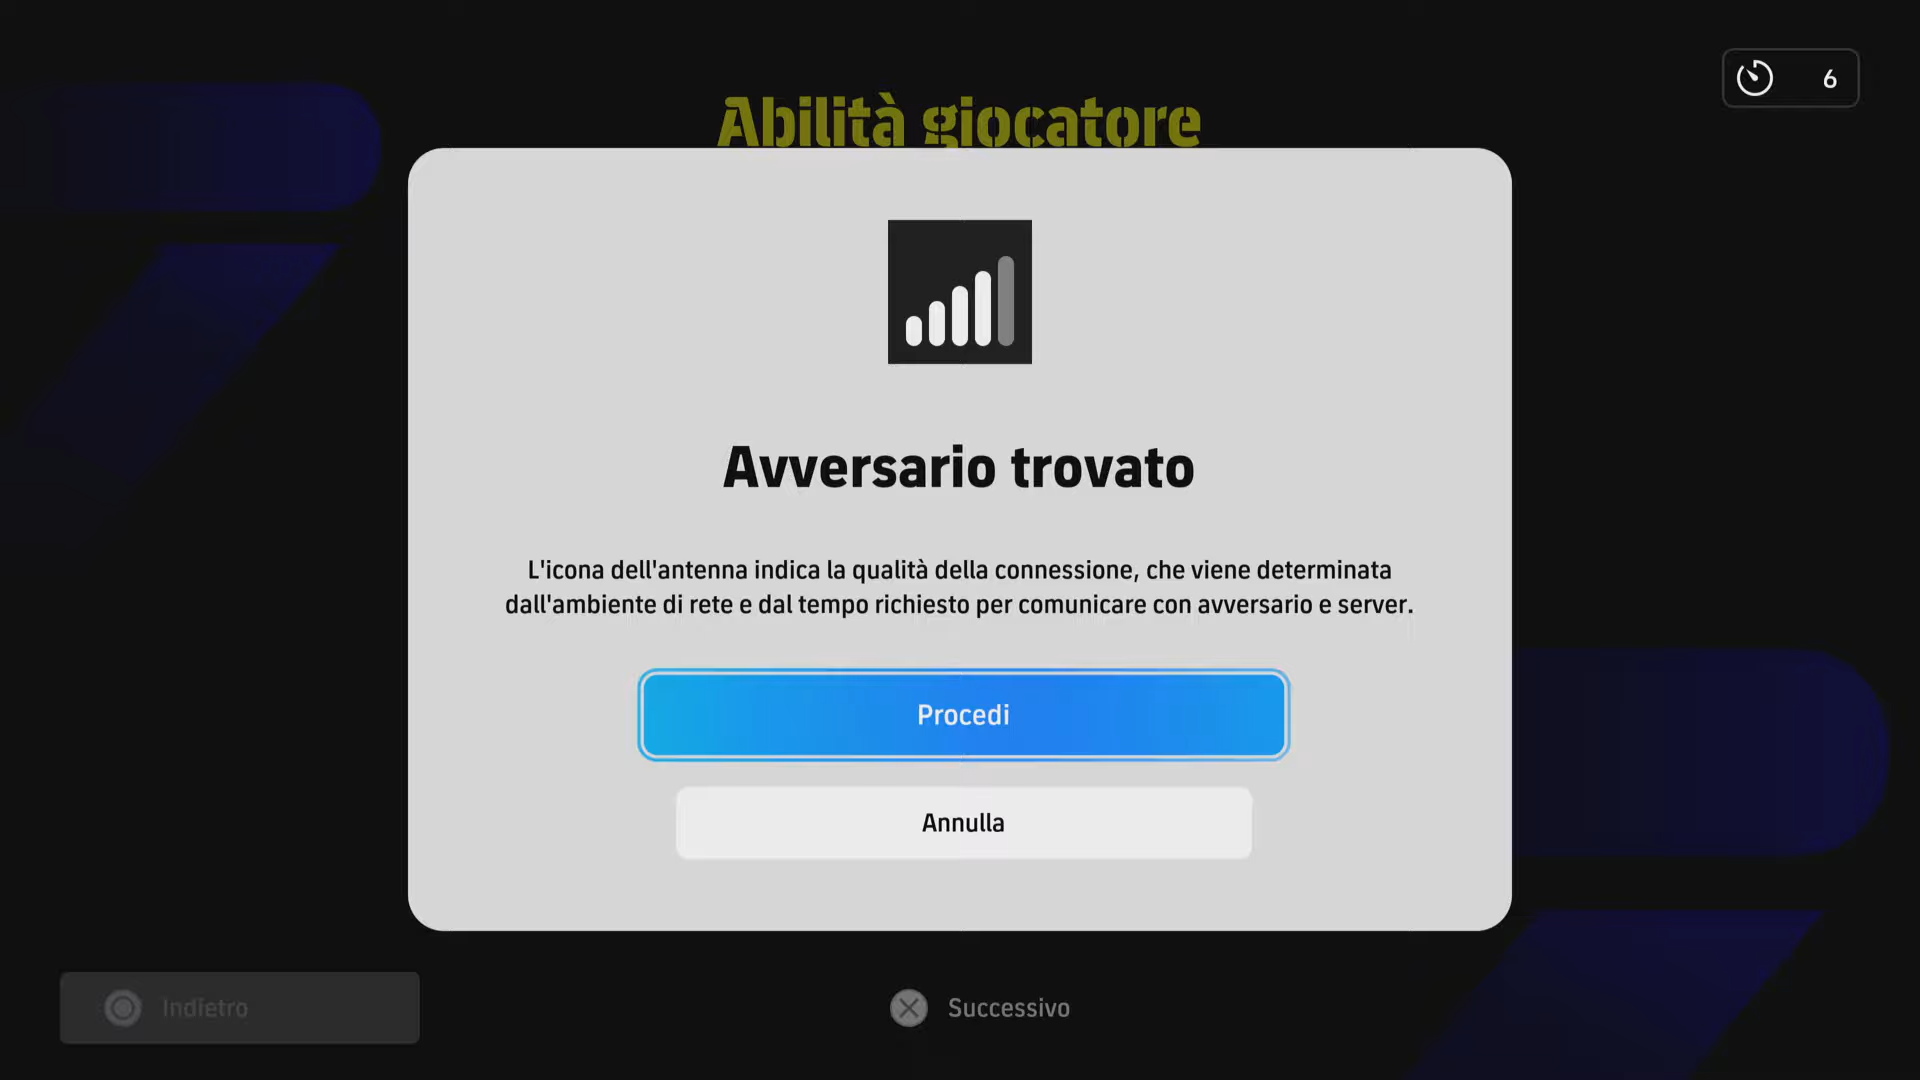 6
Abilità giocatore
Avversario trovato
L'icona dell'antenna indica la qualità della connessione, che viene determinata
dall'ambiente di rete e dal tempo richiesto per comunicare con avversario e server.
Procedi
Annulla
Indietro
Successivo